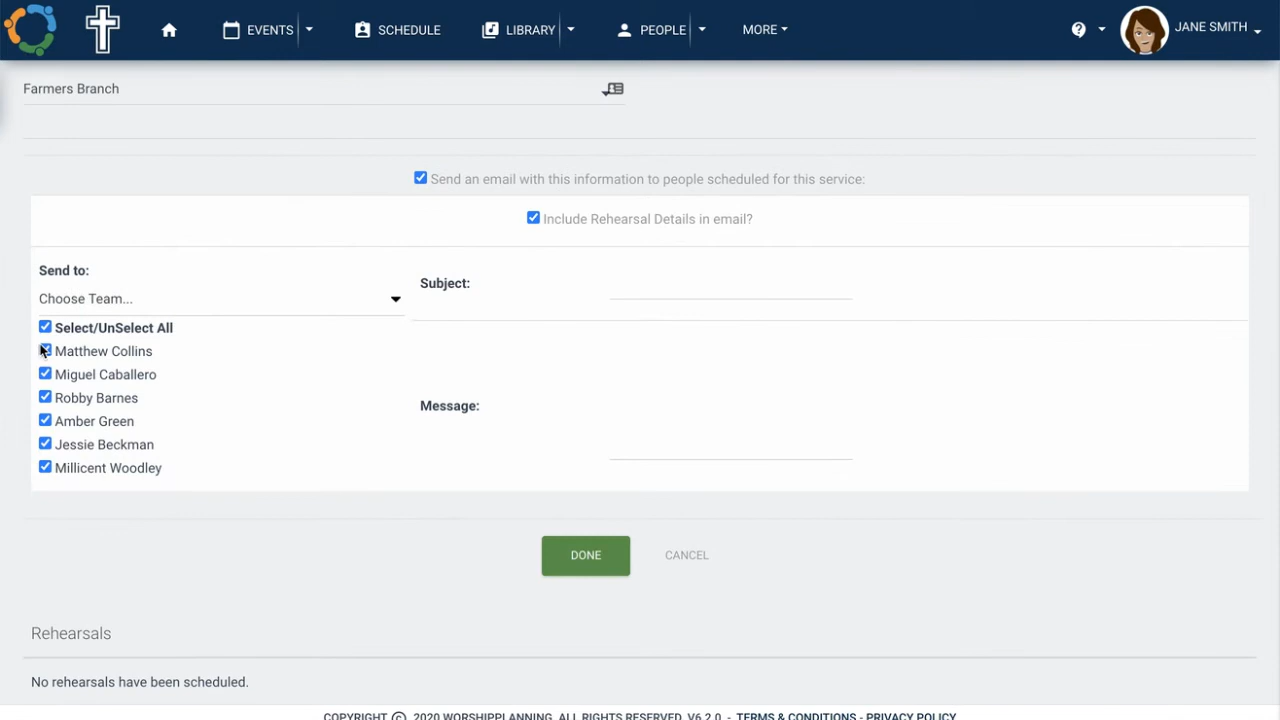 EVENTS SCHEDULE LIBRARY PEOPLE MORE JANE SMITH
Farmers Branch
Send an email with this information to people scheduled for this service:
Include Rehearsal Details in email?
Send to:
Subject:
Choose Team...
Select/UnSelect All
Matthew Collins
Miguel Caballero
Robby Barnes
Message:
Amber Green
Jessie Beckman
Millicent Woodley
DONE CANCEL
Rehearsals
No rehearsals have been scheduled.
COPYRIGHT © 2020 WORSHIPPLANNING. ALL RIGHTS RESERVED. V6.2.0 - TERMS & CONDITIONS - PRIVACY POLICY